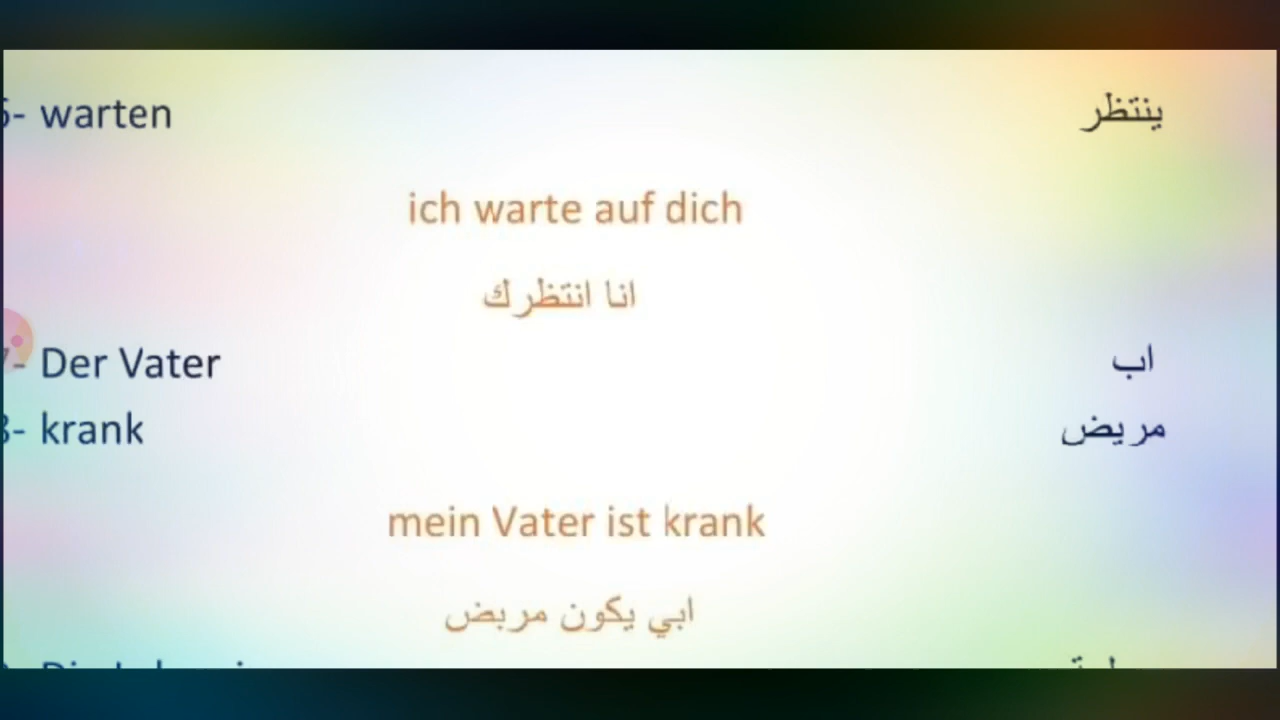 - warten ينتظر
ich warte auf dich
انا انتظرك
- Der Vater اب
- krank مريض
mein Vater ist krank
ابي يكون مربض